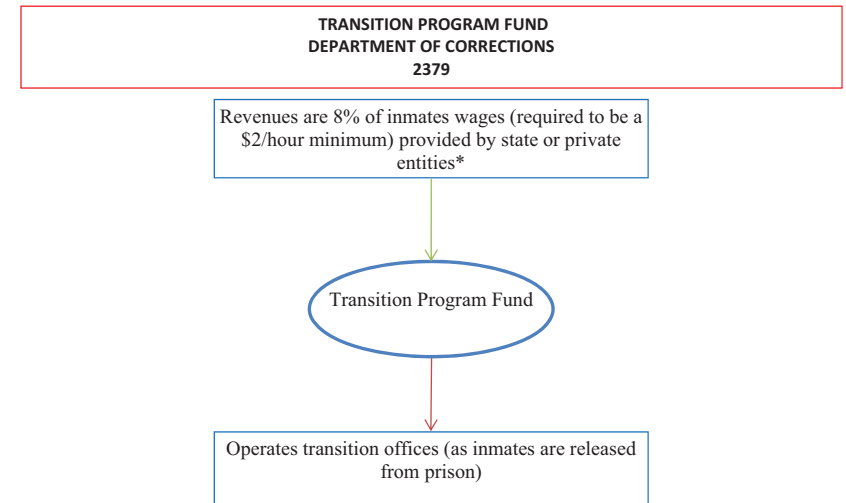 TRANSITION PROGRAM FUND
DEPARTMENT OF CORRECTIONS
2379
Revenues are 8% of inmates wages (required to be a
$2/hour minimum) provided by state or private
entities*
Transition Program Fund
Operates transition offices (as inmates are released
from prison)